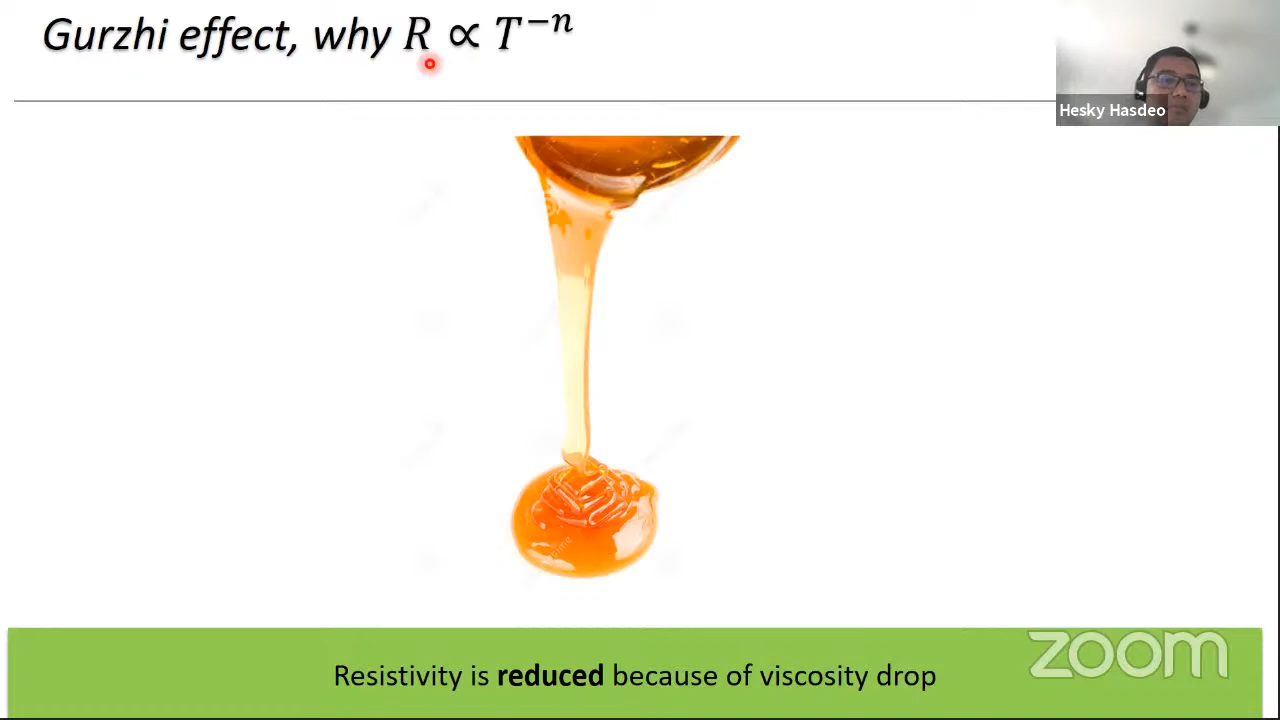 Gurzhi effect, why R ∝ T⁻ⁿ
Hesky Hasdeo
Resistivity is reduced because of viscosity drop
zoom